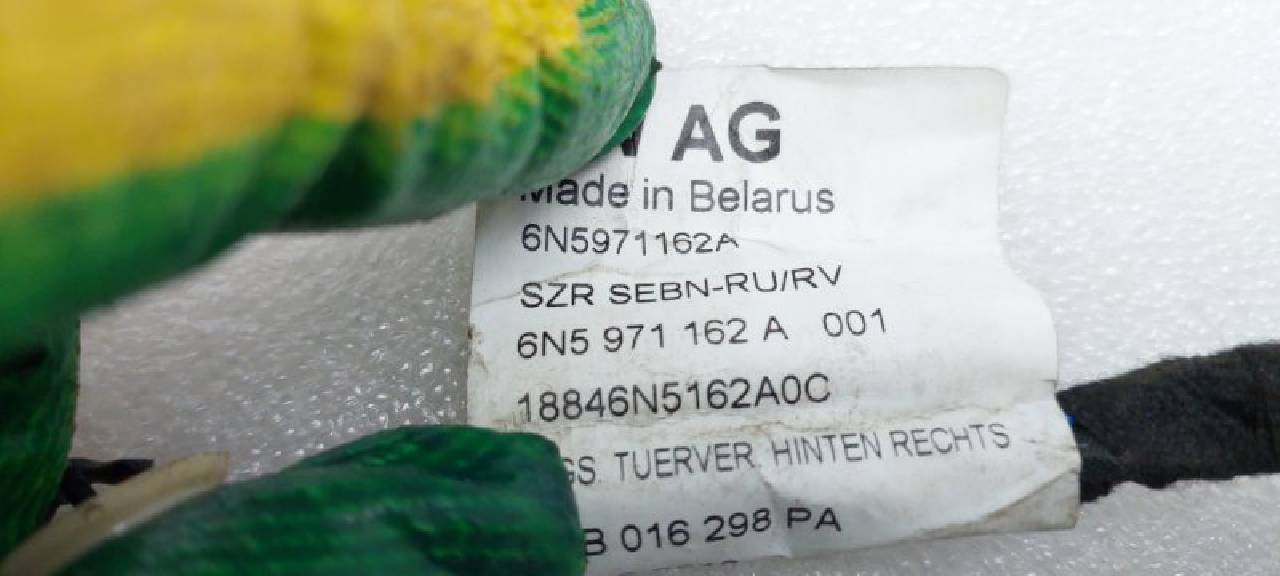 AG
Made in Belarus
6N5971162A
SZR SEBN-RU/RV
6N5 971 162 A 001
18846N5162A0C
GS TUERVER HINTEN RECHTS
B 016 298 PA